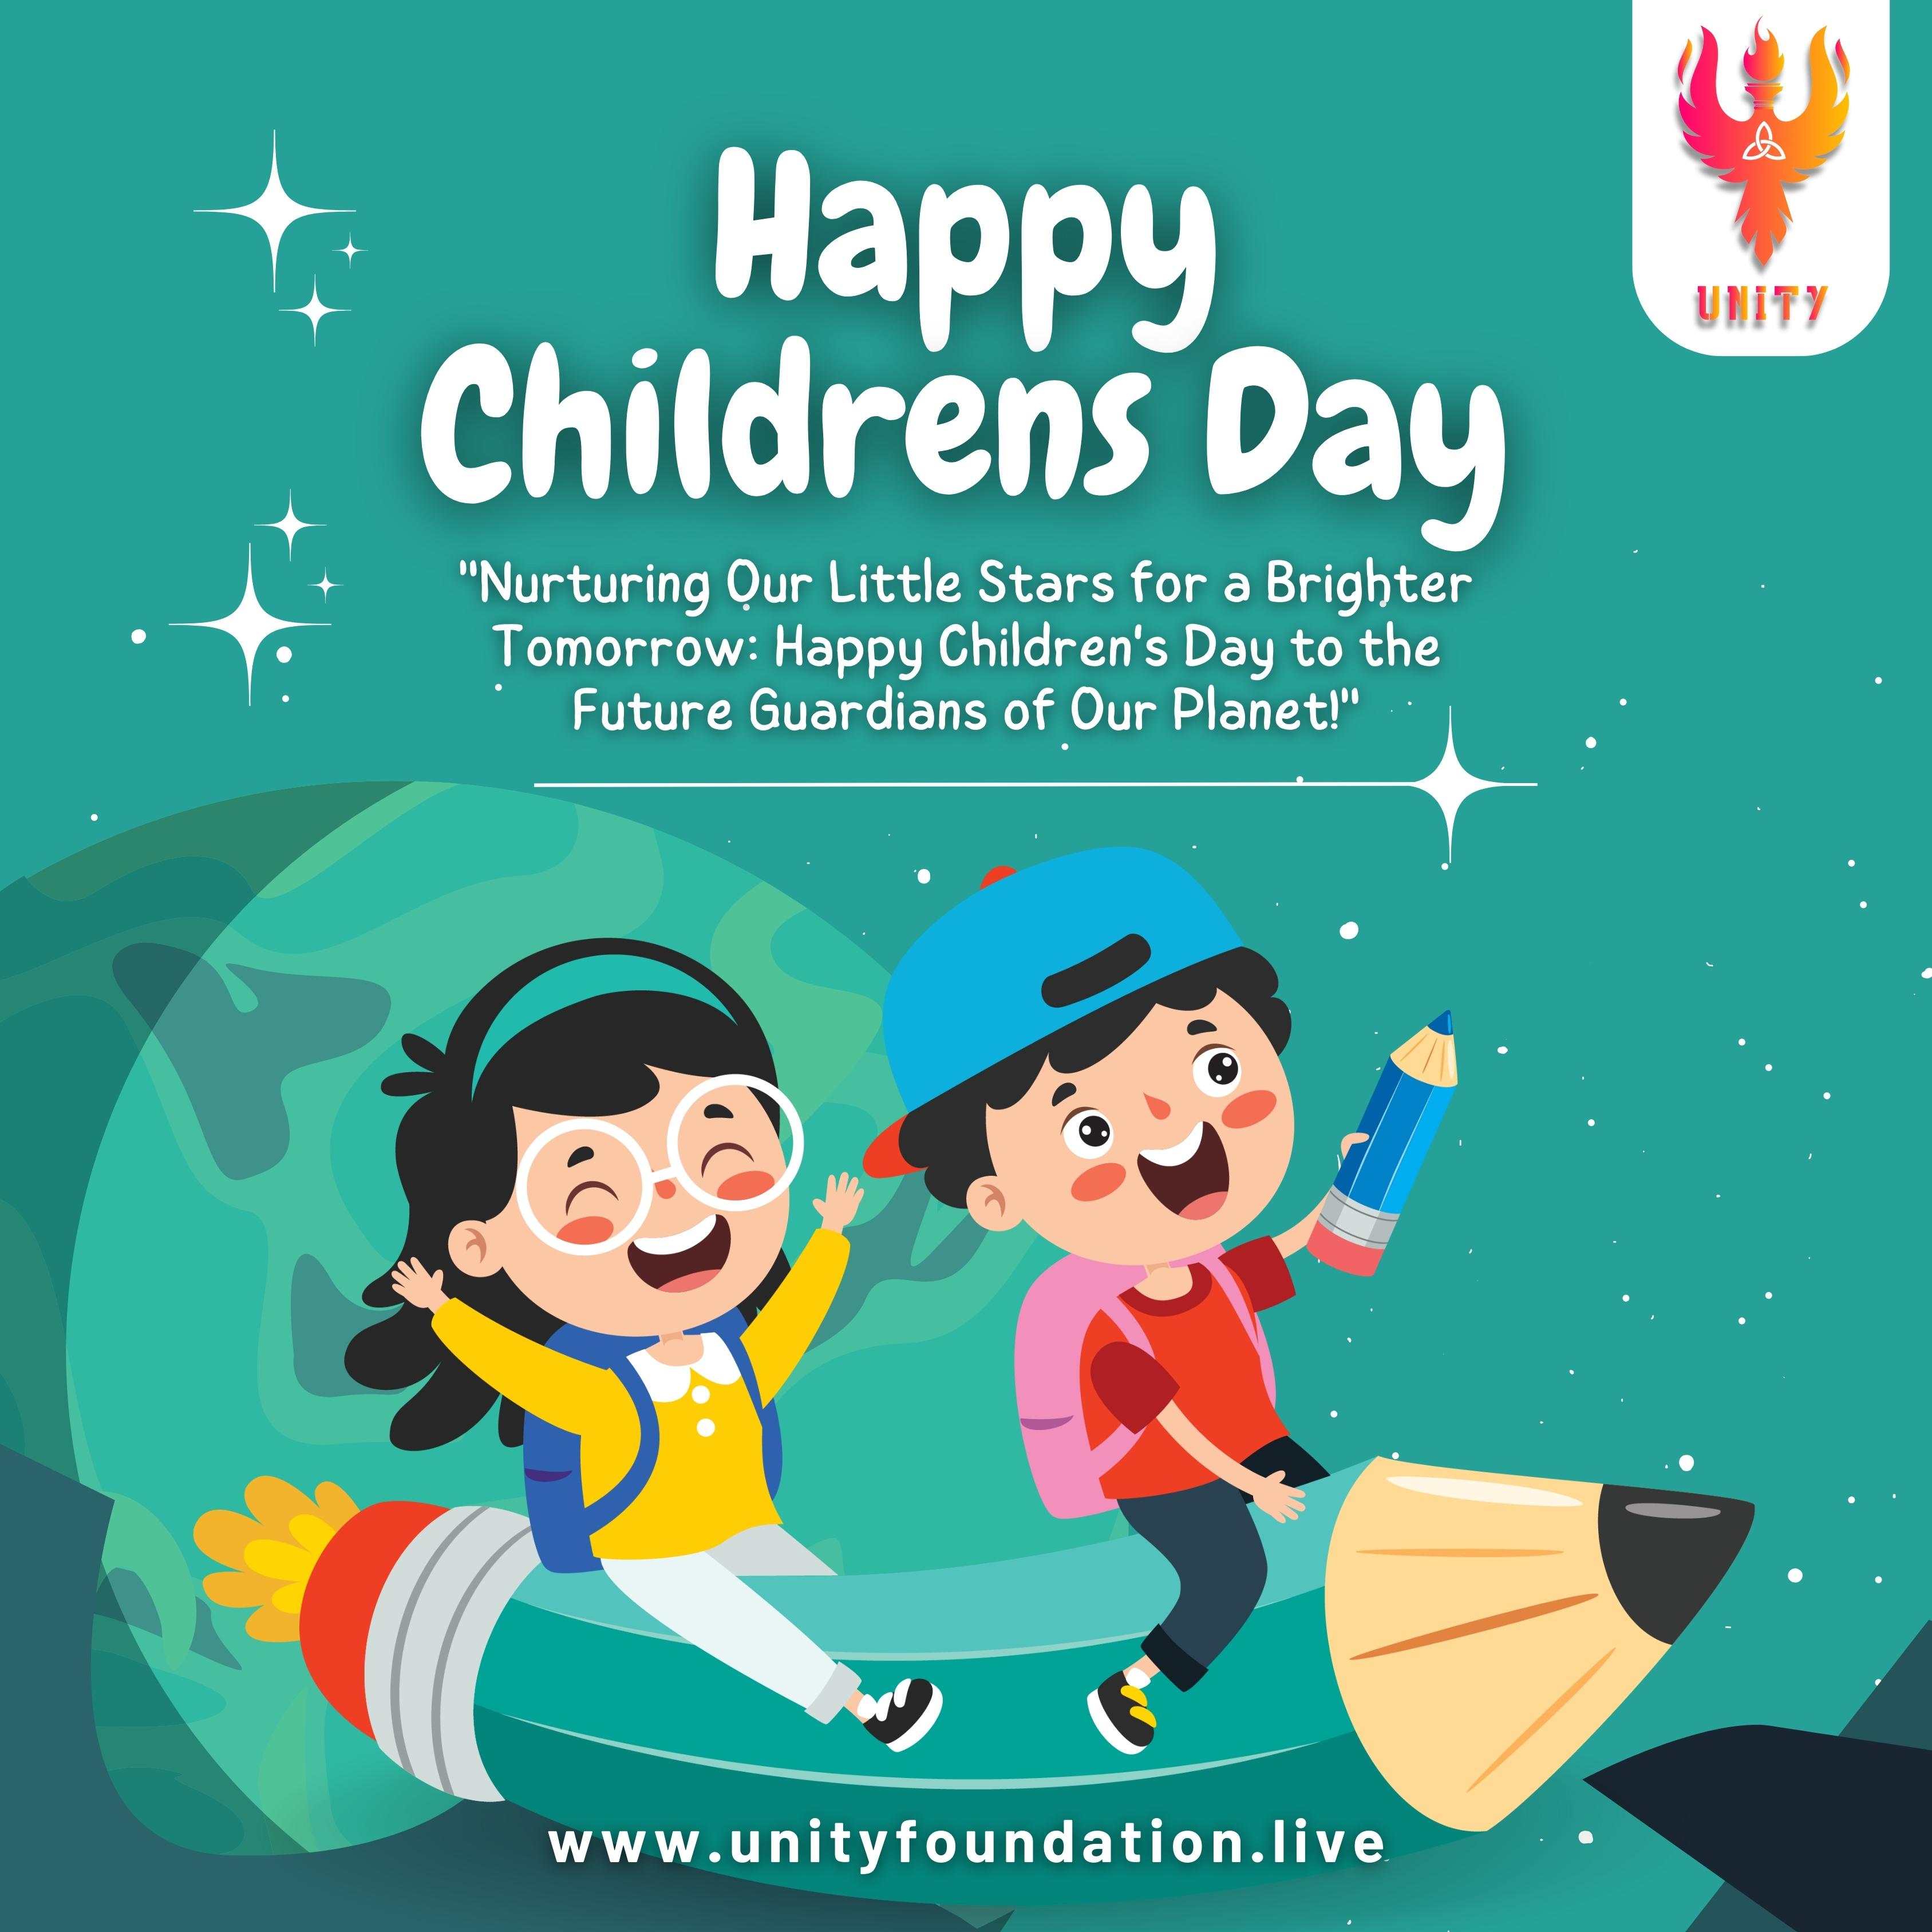 UNITY
Happy
Childrens Day
"Nurturing Our Little Stars for a Brighter
Tomorrow: Happy Children's Day to the
Future Guardians of Our Planet!"
www.unityfoundation.live